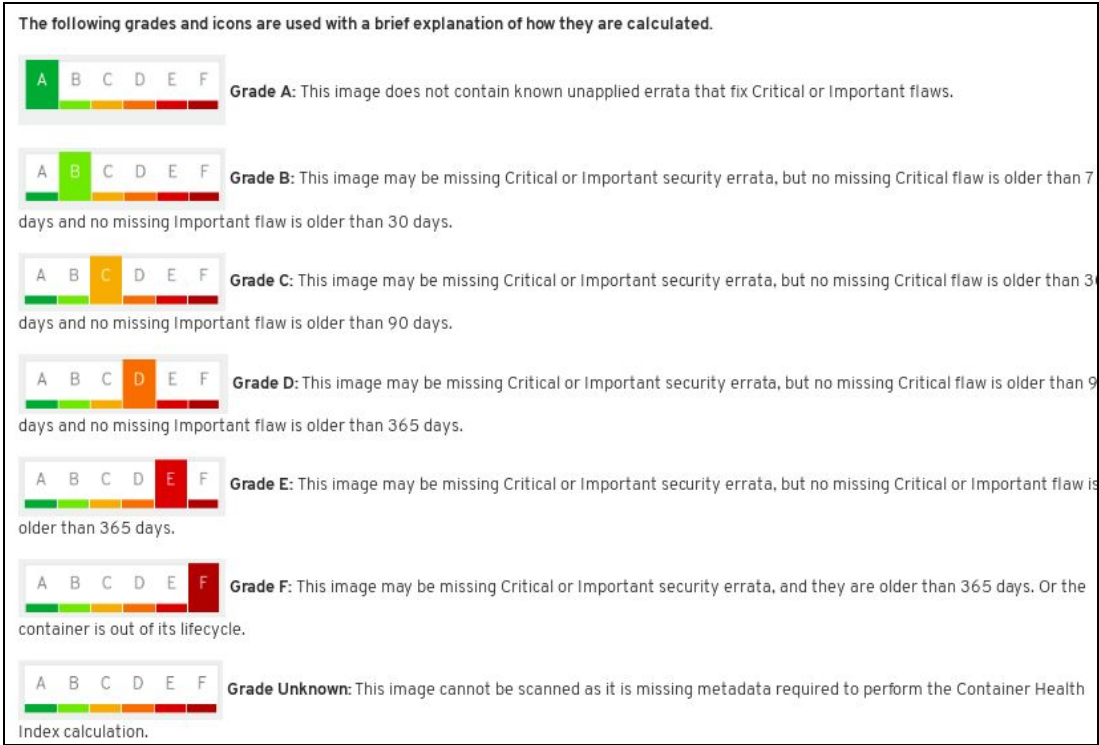 The following grades and icons are used with a brief explanation of how they are calculated.
A B C D E F Grade A: This image does not contain known unapplied errata that fix Critical or Important flaws.
A B C D E F Grade B: This image may be missing Critical or Important security errata, but no missing Critical flaw is older than 7
days and no missing Important flaw is older than 30 days.
A B C D E F Grade C: This image may be missing Critical or Important security errata, but no missing Critical flaw is older than
days and no missing Important flaw is older than 90 days.
A B C D E F Grade D: This image may be missing Critical or Important security errata, but no missing Critical flaw is older than
days and no missing Important flaw is older than 365 days.
A B C D E F Grade E: This image may be missing Critical or Important security errata, but no missing Critical or Important flaw is
older than 365 days.
A B C D E F Grade F: This image may be missing Critical or Important security errata, and they are older than 365 days. Or the
container is out of its lifecycle.
A B C D E F Grade Unknown: This image cannot be scanned as it is missing metadata required to perform the Container Health
Index calculation.